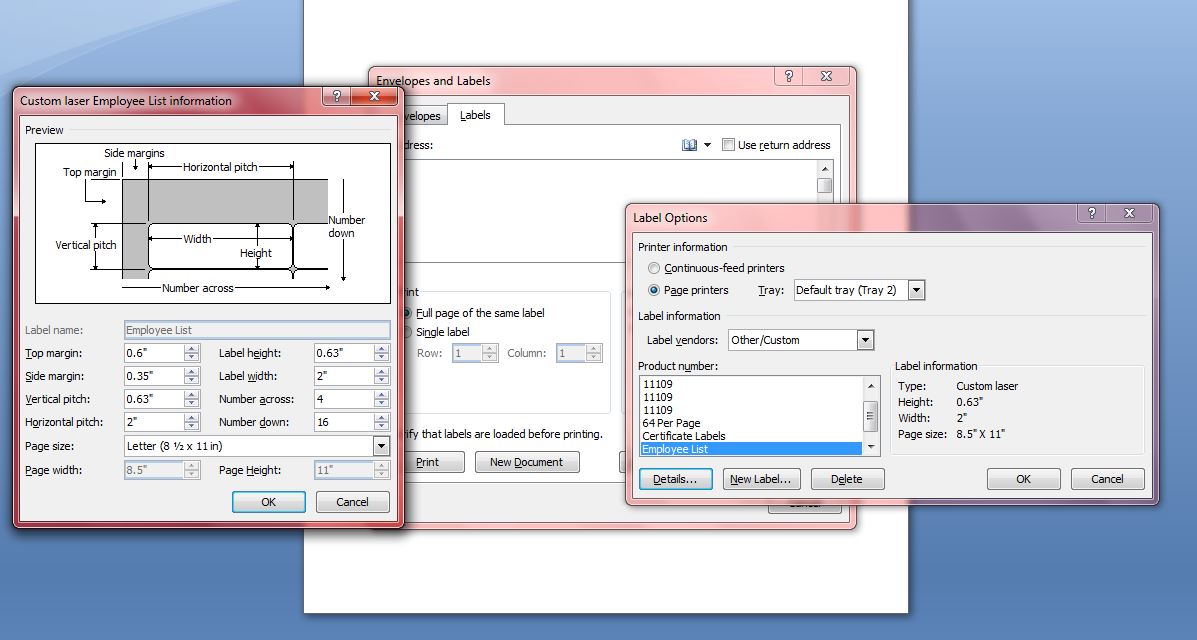 Custom laser Employee List information
Preview
Side margins
Horizontal pitch
Top margin
Number down
Vertical pitch
Width
Height
Number across
Label name: Employee List
Top margin: 0.6" Label height: 0.63"
Side margin: 0.35" Label width: 2"
Vertical pitch: 0.63" Number across: 4
Horizontal pitch: 2" Number down: 16
Page size: Letter (8 ½ x 11 in)
Page width: 8.5" Page Height: 11"
OK Cancel
Envelopes and Labels
velopes Labels
dress: Use return address
int
Full page of the same label
Single label
Row: 1 Column: 1
ify that labels are loaded before printing.
Print New Document
Label Options
Printer information
Continuous-feed printers
Page printers Tray: Default tray (Tray 2)
Label information
Label vendors: Other/Custom
Product number:
11109
11109
11109
64 Per Page
Certificate Labels
Employee List
Label information
Type: Custom laser
Height: 0.63"
Width: 2"
Page size: 8.5" X 11"
Details... New Label... Delete OK Cancel